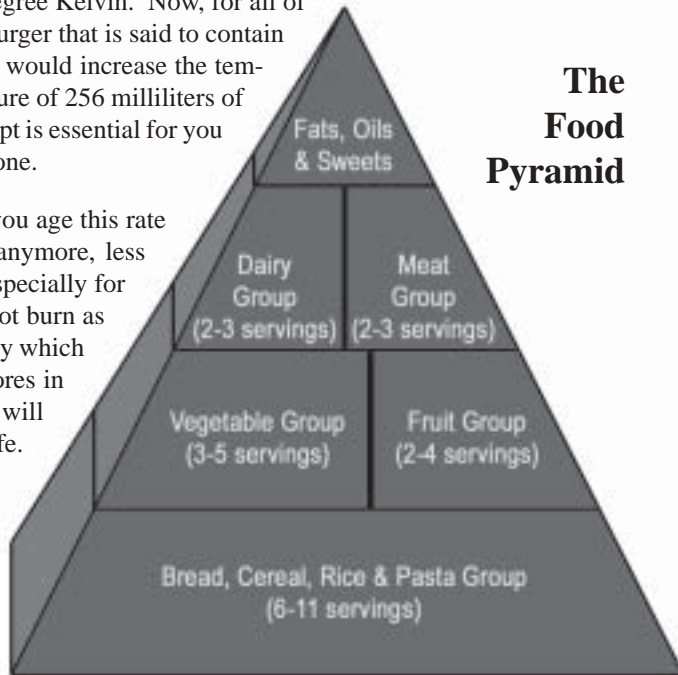 egree Kelvin. Now, for all of
urger that is said to contain
would increase the tem-
ure of 256 milliliters of
pt is essential for you
one.
you age this rate
anymore, less
specially for
ot burn as
y which
ores in
will
fe.
The
Food
Pyramid
Fats, Oils
& Sweets
Dairy
Group
(2-3 servings)
Meat
Group
(2-3 servings)
Vegetable Group
(3-5 servings)
Fruit Group
(2-4 servings)
Bread, Cereal, Rice & Pasta Group
(6-11 servings)